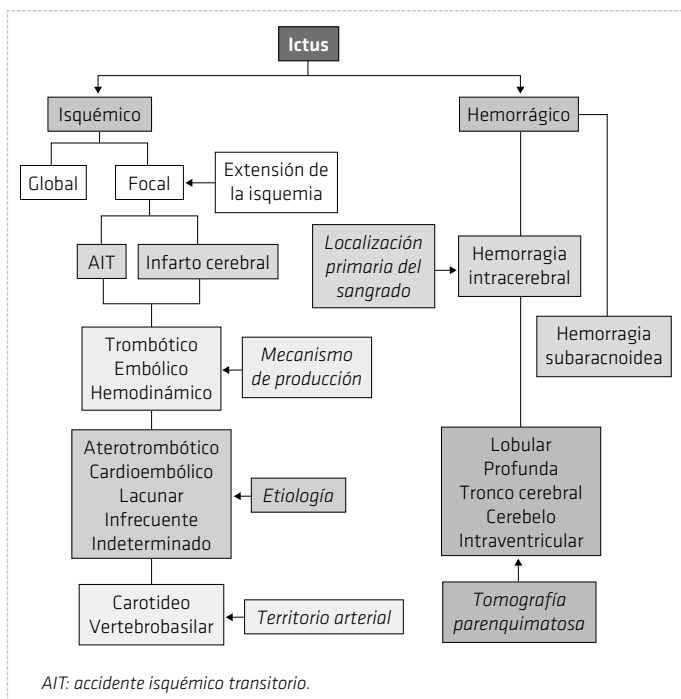 Ictus
Isquémico
Hemorrágico
Global
Focal
Extensión de
la isquemia
AIT
Infarto cerebral
Localización
primaria del
sangrado
Hemorragia
intracerebral
Hemorragia
subaracnoidea
Trombótico
Embólico
Hemodinámico
Mecanismo
de producción
Aterotrombótico
Cardioembólico
Lacunar
Infrecuente
Indeterminado
Etiología
Lobular
Profunda
Tronco cerebral
Cerebelo
Intraventricular
Carotideo
Vertebrobasilar
Territorio arterial
Tomografía
parenquimatosa
AIT: accidente isquémico transitorio.